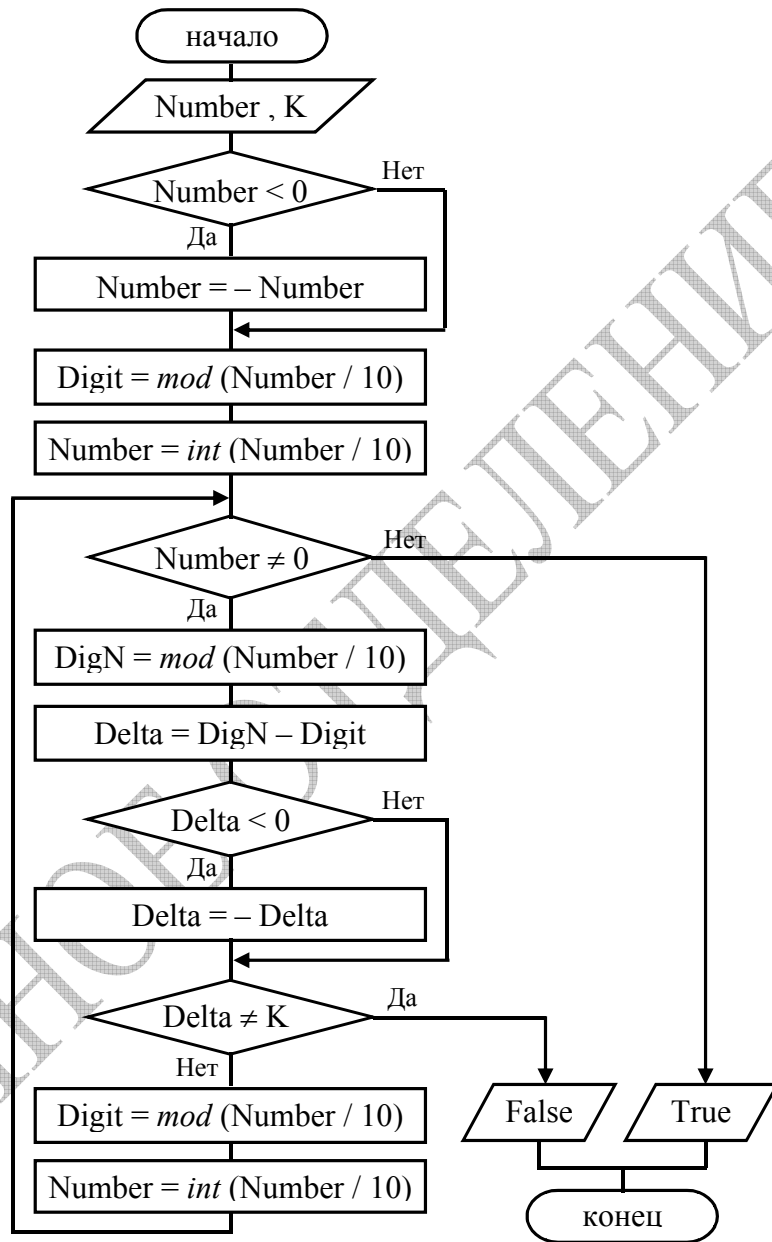 начало
Number , K
Нет
Number < 0
Да
Number = – Number
Digit = mod (Number / 10)
Number = int (Number / 10)
Нет
Number ≠ 0
Да
DigN = mod (Number / 10)
Delta = DigN – Digit
Нет
Delta < 0
Да
Delta = – Delta
Да
Delta ≠ K
Нет
Digit = mod (Number / 10)
False
True
Number = int (Number / 10)
конец